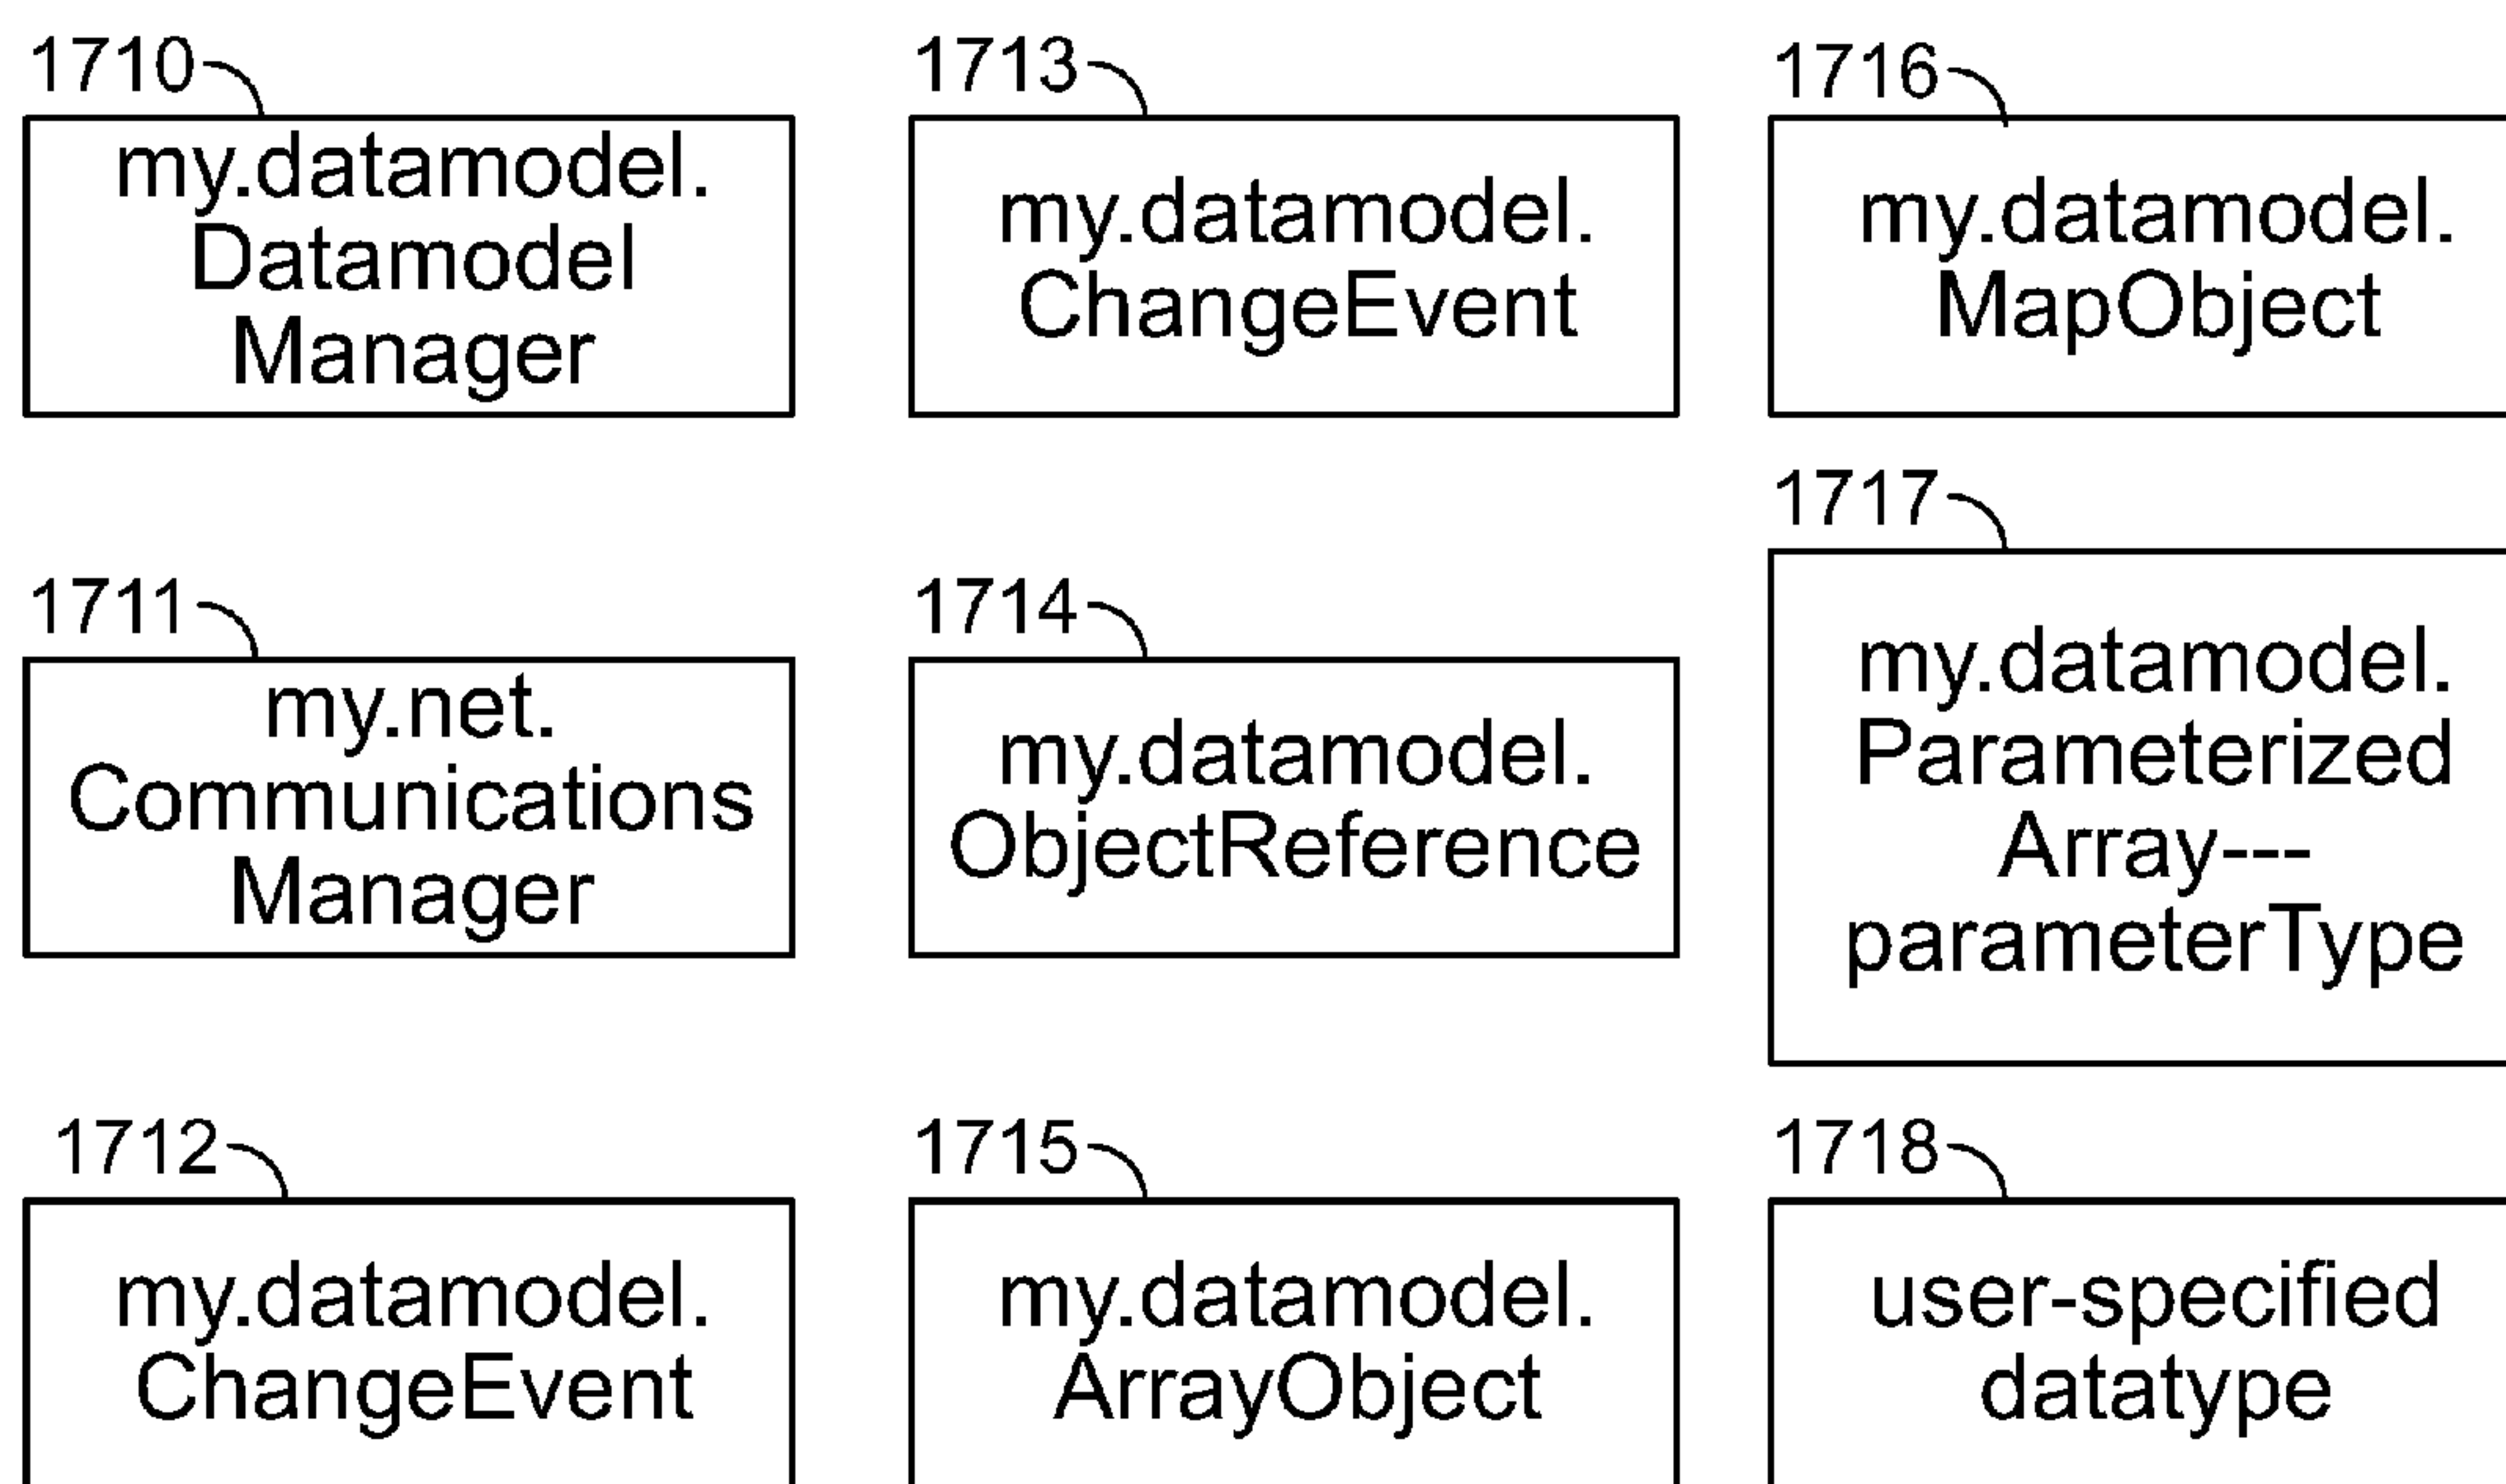 1710
my.datamodel.
Datamodel
Manager
1713
my.datamodel.
ChangeEvent
1716
my.datamodel.
MapObject
1711
my.net.
Communications
Manager
1714
my.datamodel.
ObjectReference
1717
my.datamodel.
Parameterized
Array---
parameterType
1712
my.datamodel.
ChangeEvent
1715
my.datamodel.
ArrayObject
1718
user-specified
datatype